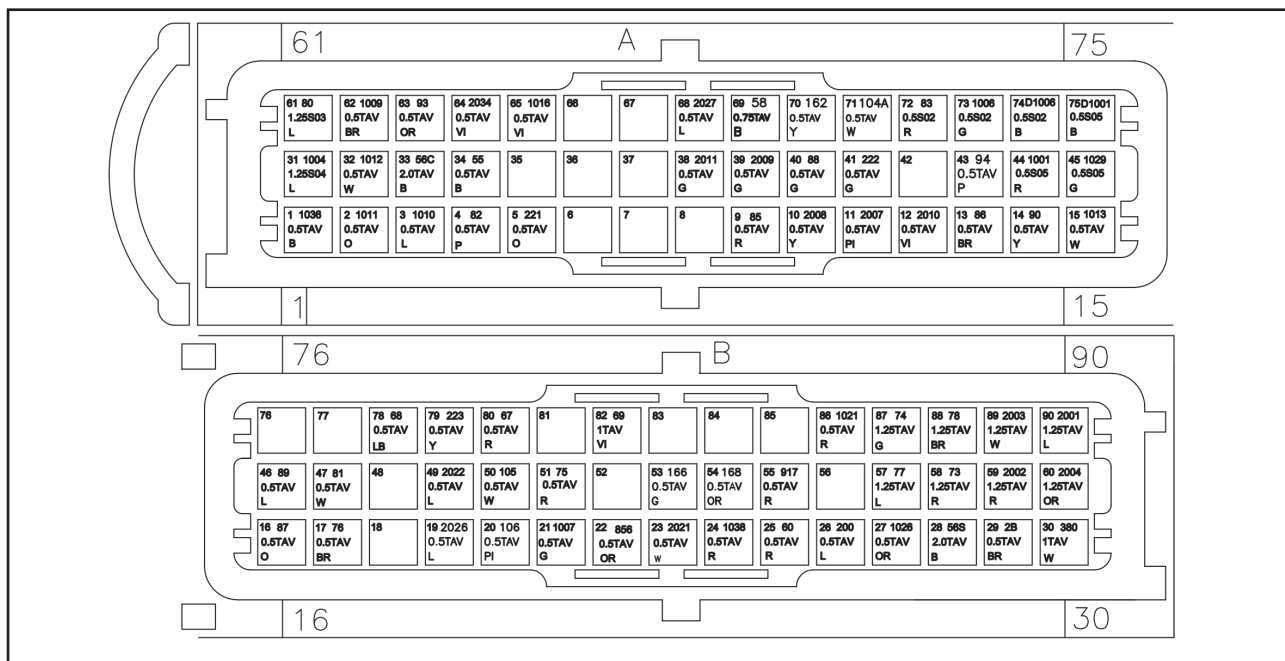 61 A 75
61 80 62 1009 63 93 64 2034 65 1016 66 67 68 2027 69 58 70 162 71 104A 72 83 73 1006 74D1006 75D1001
1.25S03 0.5TAV 0.5TAV 0.5TAV 0.5TAV 0.5TAV 0.75TAV 0.5TAV 0.5TAV 0.5S02 0.5S02 0.5S02 0.5S05
L BR OR VI VI L B Y W R G B B
31 1004 32 1012 33 56C 34 55 35 36 37 38 2011 39 2009 40 88 41 222 42 43 94 44 1001 45 1029
1.25S04 0.5TAV 2.0TAV 0.5TAV 0.5TAV 0.5TAV 0.5TAV 0.5TAV 0.5TAV 0.5S05 0.5S05
L W B B G G G G P R G
1 1036 2 1011 3 1010 4 82 5 221 6 7 8 9 85 10 2008 11 2007 12 2010 13 86 14 90 15 1013
0.5TAV 0.5TAV 0.5TAV 0.5TAV 0.5TAV 0.5TAV 0.5TAV 0.5TAV 0.5TAV 0.5TAV 0.5TAV 0.5TAV
B O L P O R Y PI VI BR Y W
1 15
76 B 90
76 77 78 68 79 223 80 67 81 82 69 83 84 85 86 1021 87 74 88 78 89 2003 90 2001
0.5TAV 0.5TAV 0.5TAV 1TAV 0.5TAV 1.25TAV 1.25TAV 1.25TAV 1.25TAV
LB Y R VI R G BR W L
46 89 47 81 48 49 2022 50 105 51 75 52 53 166 54 168 55 917 56 57 77 58 73 59 2002 60 2004
0.5TAV 0.5TAV 0.5TAV 0.5TAV 0.5TAV 0.5TAV 0.5TAV 0.5TAV 1.25TAV 1.25TAV 1.25TAV 1.25TAV
L W L W R G OR R L R R OR
16 87 17 76 18 19 2026 20 106 21 1007 22 856 23 2021 24 1038 25 60 26 200 27 1026 28 56S 29 2B 30 380
0.5TAV 0.5TAV 0.5TAV 0.5TAV 0.5TAV 0.5TAV 0.5TAV 0.5TAV 0.5TAV 0.5TAV 0.5TAV 2.0TAV 0.5TAV 1TAV
O BR L PI G OR W R R L OR B BR W
16 30